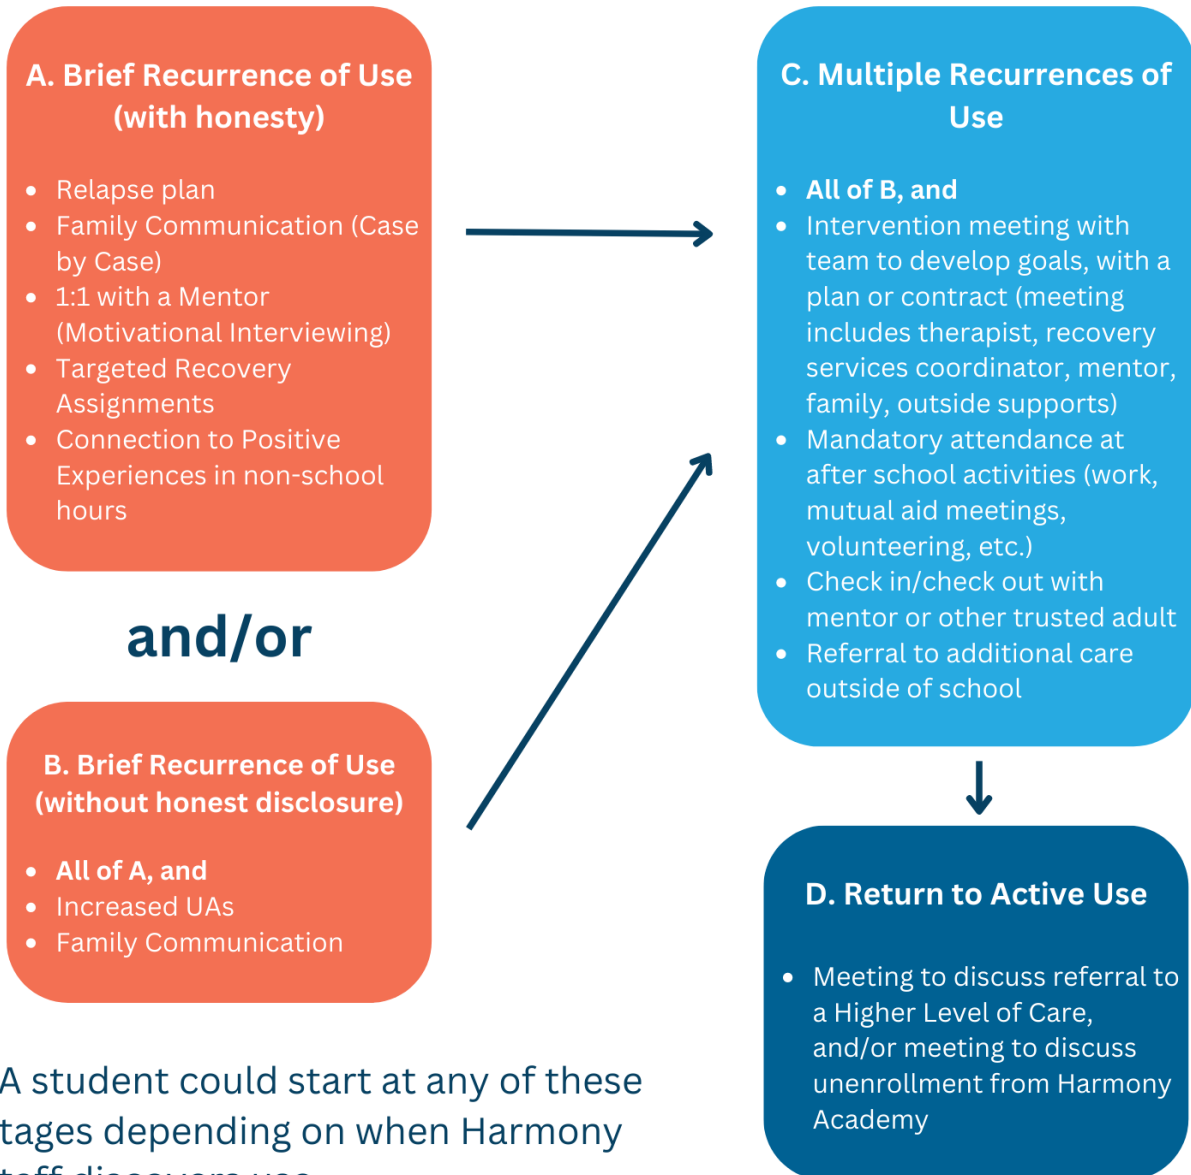 A. Brief Recurrence of Use
(with honesty)
• Relapse plan
• Family Communication (Case
by Case)
• 1:1 with a Mentor
(Motivational Interviewing)
• Targeted Recovery
Assignments
• Connection to Positive
Experiences in non-school
hours
and/or
B. Brief Recurrence of Use
(without honest disclosure)
• All of A, and
• Increased UAs
• Family Communication
C. Multiple Recurrences of
Use
• All of B, and
• Intervention meeting with
team to develop goals, with a
plan or contract (meeting
includes therapist, recovery
services coordinator, mentor,
family, outside supports)
• Mandatory attendance at
after school activities (work,
mutual aid meetings,
volunteering, etc.)
• Check in/check out with
mentor or other trusted adult
• Referral to additional care
outside of school
D. Return to Active Use
• Meeting to discuss referral to
a Higher Level of Care,
and/or meeting to discuss
unenrollment from Harmony
Academy
A student could start at any of these
tages depending on when Harmony